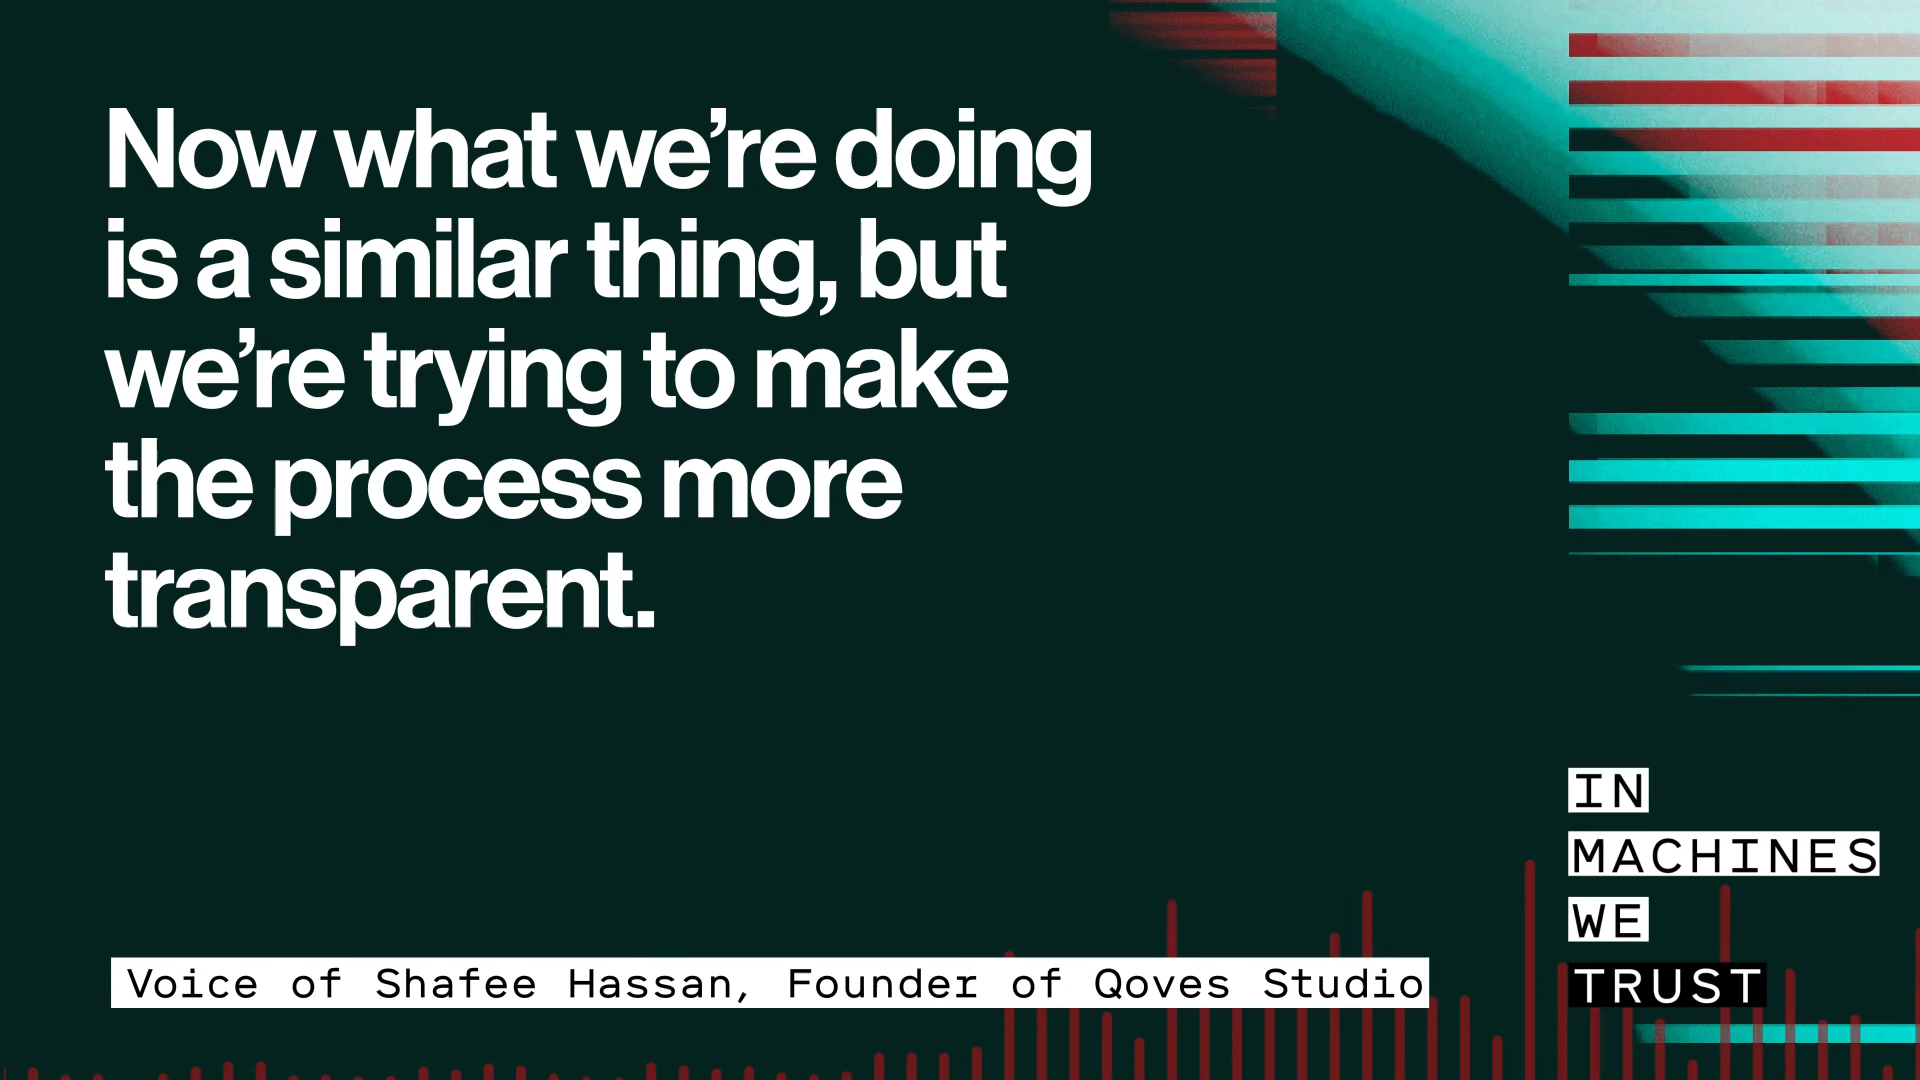 Now what we’re doing
is a similar thing, but
we’re trying to make
the process more
transparent.
Voice of Shafee Hassan, Founder of Qoves Studio
IN
MACHINES
WE
TRUST